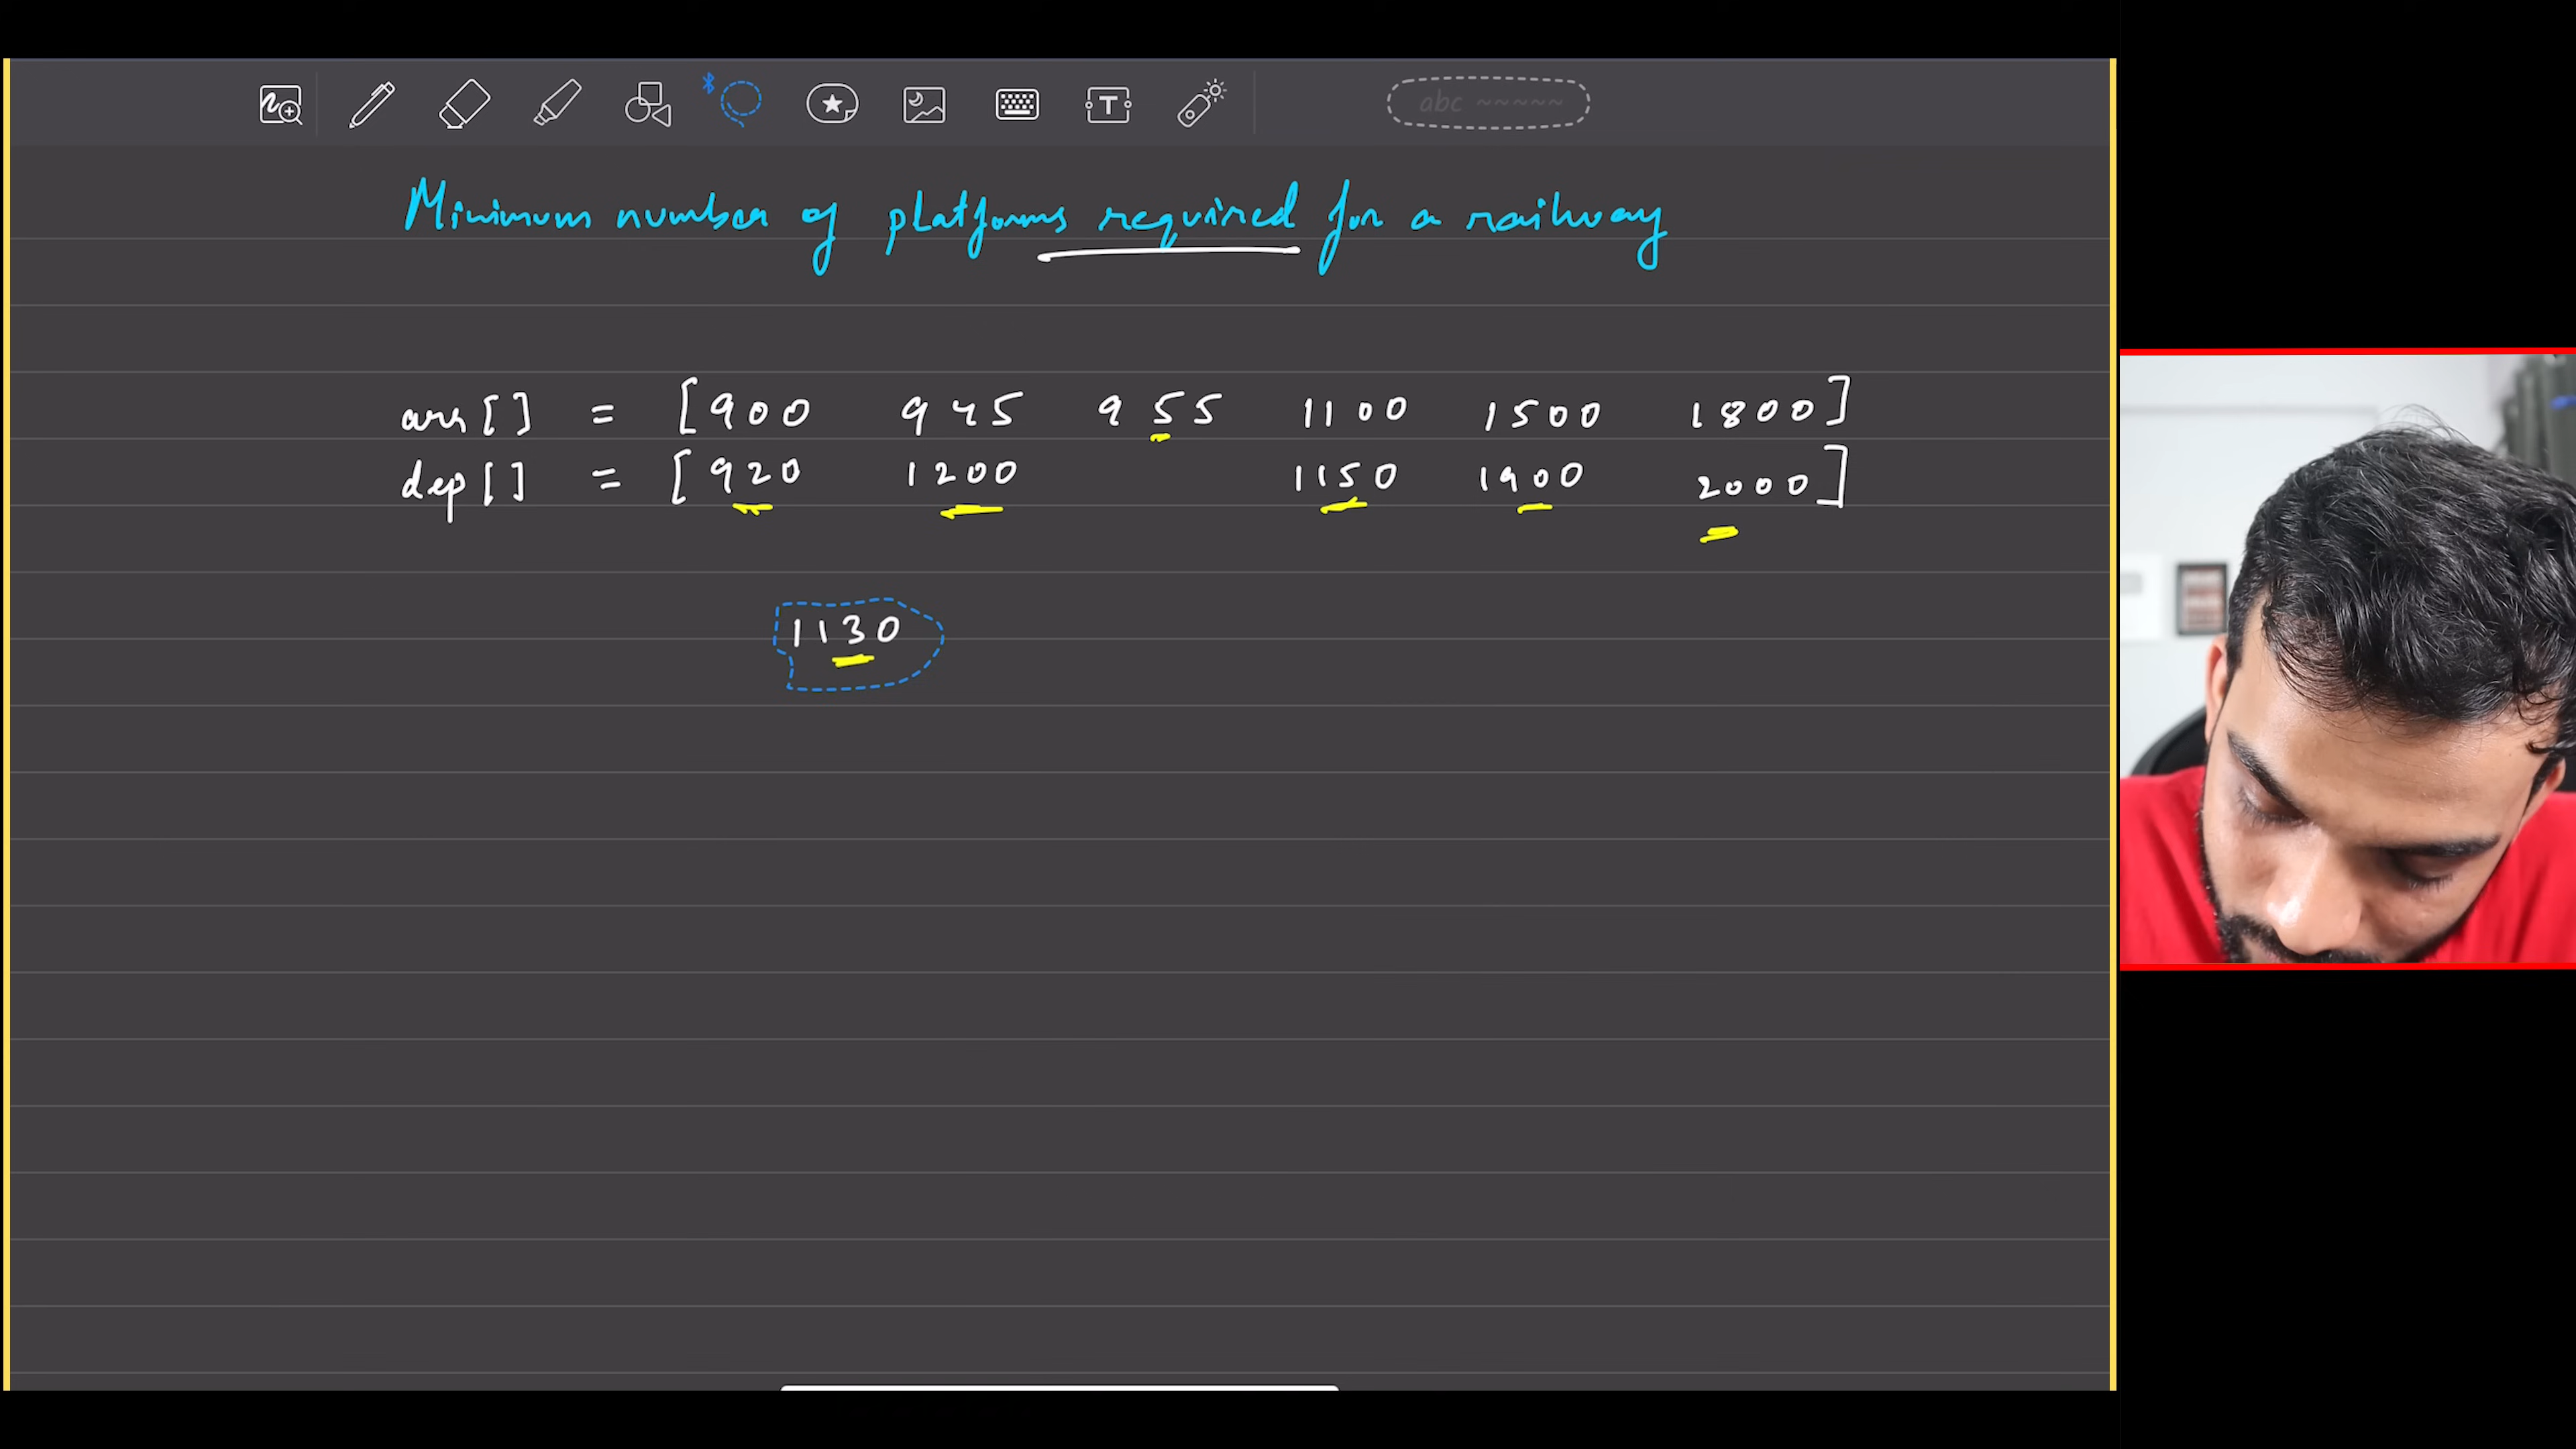 abc ~~~~~
Minimum number of platforms required for a railway
arr[] = [900 945 955 1100 1500 1800]
dep[] = [920 1200 1150 1900 2000]
1130